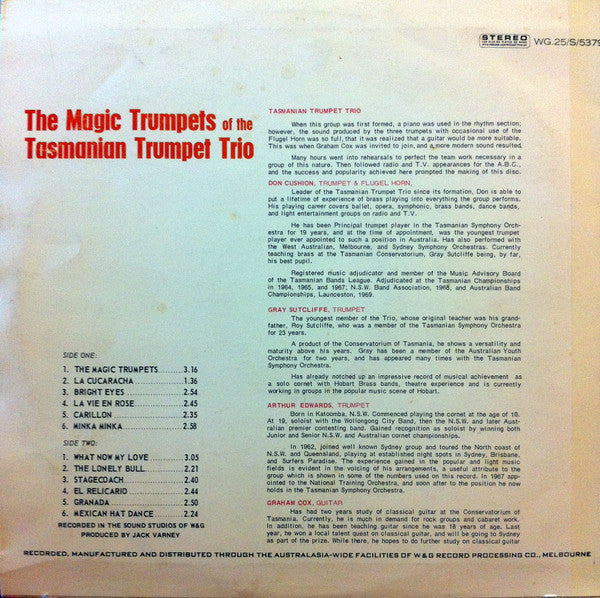 STEREO
WG.25/S/5379
The Magic Trumpets of the
Tasmanian Trumpet Trio
TASMANIAN TRUMPET TRIO
When this group was first formed, a piano was used in the rhythm section;
however, the sound produced by the three trumpets with occasional use of the
Flugel Horn was so full, that it was realized that a guitar would be more suitable.
This was when Graham Cox was invited to join, and a more modern sound resulted.
Many hours went into rehearsals to perfect the team work necessary in a
group of this nature. Then followed radio and T.V. appearances for the A.B.C.,
and the success and popularity achieved here prompted the making of this disc.
DON CUSHION, TRUMPET & FLUGEL HORN,
Leader of the Tasmanian Trumpet Trio since its formation, Don is able to
put a lifetime of experience of brass playing into everything the group performs.
His playing career covers ballet, opera, symphonic, brass bands, dance bands,
and light entertainment groups on radio and T.V.
He has been Principal trumpet player in the Tasmanian Symphony Orch-
estra for 19 years, and at the time of appointment, was the youngest trumpet
player ever appointed to such a position in Australia. Has also performed with
the West Australian, Melbourne, and Sydney Symphony Orchestras. Currently
teaching brass at the Tasmanian Conservatorium, Gray Sutcliffe being, by far,
his best pupil.
Registered music adjudicator and member of the Music Advisory Board
of the Tasmanian Bands League. Adjudicated at the Tasmanian Championships
in 1964, 1965, and 1967; N.S.W. Band Association, 1968, and Australian Band
Championships, Launceston, 1969.
GRAY SUTCLIFFE, TRUMPET
The youngest member of the Trio, whose original teacher was his grand-
father, Roy Sutcliffe, who was a member of the Tasmanian Symphony Orchestra
for 23 years.
A product of the Conservatorium of Tasmania, he shows a versatility and
maturity above his years. Gray has been a member of the Australian Youth
Orchestra for two years, and has appeared many times with the Tasmanian
Symphony Orchestra.
Has already notched up an impressive record of musical achievement as
a solo cornet with Hobart Brass bands, theatre experience and is currently
working in groups in the popular music scene of Hobart.
ARTHUR EDWARDS, TRUMPET
Born in Katoomba, N.S.W. Commenced playing the cornet at the age of 10.
At 19, soloist with the Wollongong City Band, then the N.S.W. and later Aust-
ralian premier contesting band. Gained recognition as soloist by winning both
Junior and Senior N.S.W. and Australian cornet championships.
In 1962, joined well known Sydney group and toured the North coast of
N.S.W. and Queensland, playing at established night spots in Sydney, Brisbane,
and Surfers Paradise. The experience gained in the popular and light music
fields is evident in the voicing of his arrangements, a useful attribute to the
group which is shown in some of the numbers used on this record. In 1967 app-
ointed to the National Training Orchestra, and soon after to the position he now
holds in the Tasmanian Symphony Orchestra.
GRAHAM COX, GUITAR
Has had two years study of classical guitar at the Conservatorium of
Tasmania. Currently, he is much in demand for rock groups and cabaret work.
In addition, he has been teaching guitar since he was 18 years of age. Last
year, he won a local talent quest on classical guitar, and will be going to Sydney
as part of the prize. While there, he hopes to do further study on classical guitar
SIDE ONE:
1. THE MAGIC TRUMPETS ........ 3.16
2. LA CUCARACHA ................ 1.36
3. BRIGHT EYES .................. 2.54
4. LA VIE EN ROSE .............. 2.45
5. CARILLON ..................... 2.35
6. MINKA MINKA ................. 2.58
SIDE TWO:
1. WHAT NOW MY LOVE .......... 3.05
2. THE LONELY BULL ............ 2.21
3. STAGECOACH .................. 2.21
4. EL RELICARIO ................ 2.44
5. GRANADA ..................... 2.50
6. MEXICAN HAT DANCE ......... 2.24
RECORDED IN THE SOUND STUDIOS OF W&G
PRODUCED BY JACK VARNEY
RECORDED, MANUFACTURED AND DISTRIBUTED THROUGH THE AUSTRALASIA-WIDE FACILITIES OF W&G RECORD PROCESSING CO., MELBOURNE